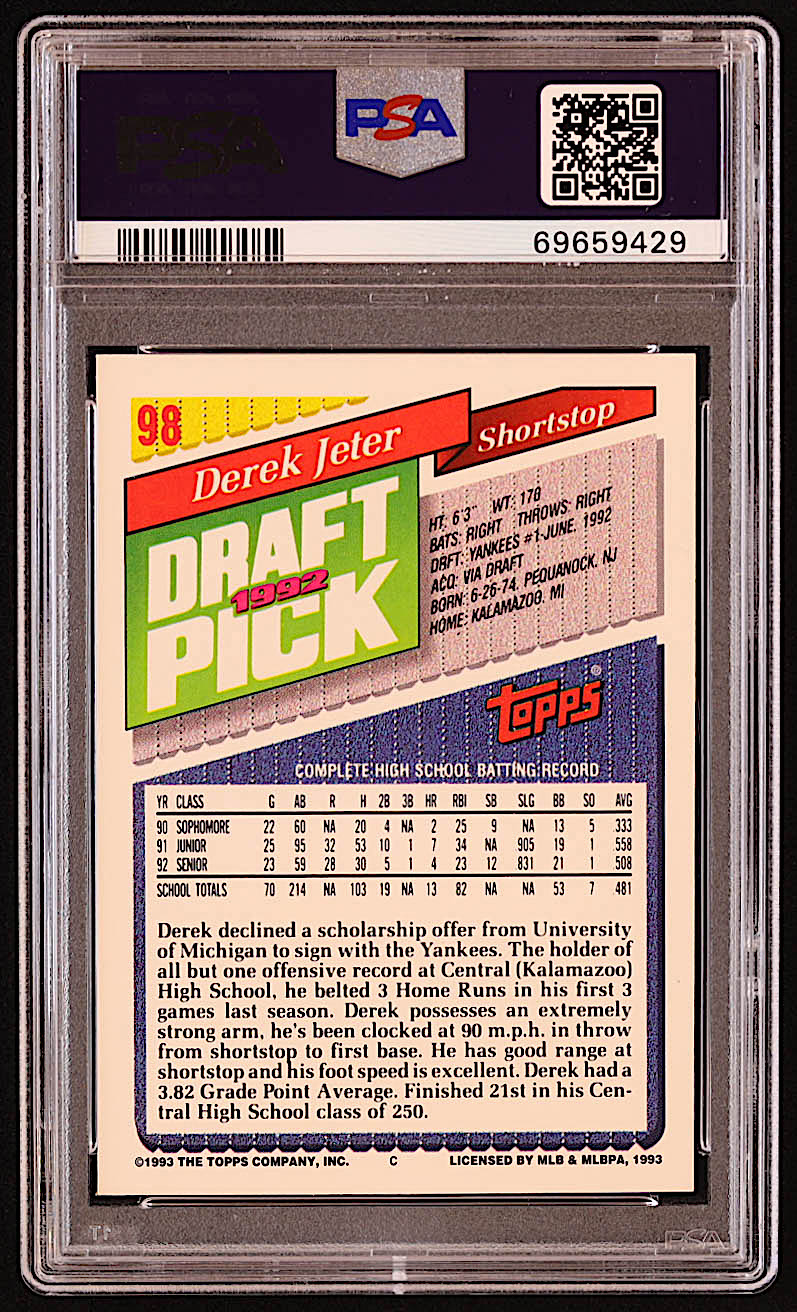 PSA
PSA
69659429
98
Derek Jeter
Shortstop
DRAFT
1992
PICK
HT: 6'3" WT: 178
BATS: RIGHT THROWS: RIGHT
DRFT: YANKEES #1-JUNE, 1992
ACQ: VIA DRAFT
BORN: 6-26-74, PEQUANOCK, NJ
HOME: KALAMAZOO, MI
TOPPS®
COMPLETE HIGH SCHOOL BATTING RECORD
YR CLASS G AB R H 2B 3B HR RBI SB SLG BB SO AVG
90 SOPHOMORE 22 60 NA 20 4 NA 2 25 9 NA 13 5 .333
91 JUNIOR 25 95 32 53 10 1 7 34 NA .905 19 1 .558
92 SENIOR 23 59 28 30 5 1 4 23 12 .831 21 1 .508
SCHOOL TOTALS 70 214 NA 103 19 NA 13 82 NA NA 53 7 .481
Derek declined a scholarship offer from University
of Michigan to sign with the Yankees. The holder of
all but one offensive record at Central (Kalamazoo)
High School, he belted 3 Home Runs in his first 3
games last season. Derek possesses an extremely
strong arm, he's been clocked at 90 m.p.h. in throw
from shortstop to first base. He has good range at
shortstop and his foot speed is excellent. Derek had a
3.82 Grade Point Average. Finished 21st in his Cen-
tral High School class of 250.
©1993 THE TOPPS COMPANY, INC. C LICENSED BY MLB & MLBPA, 1993
PSA